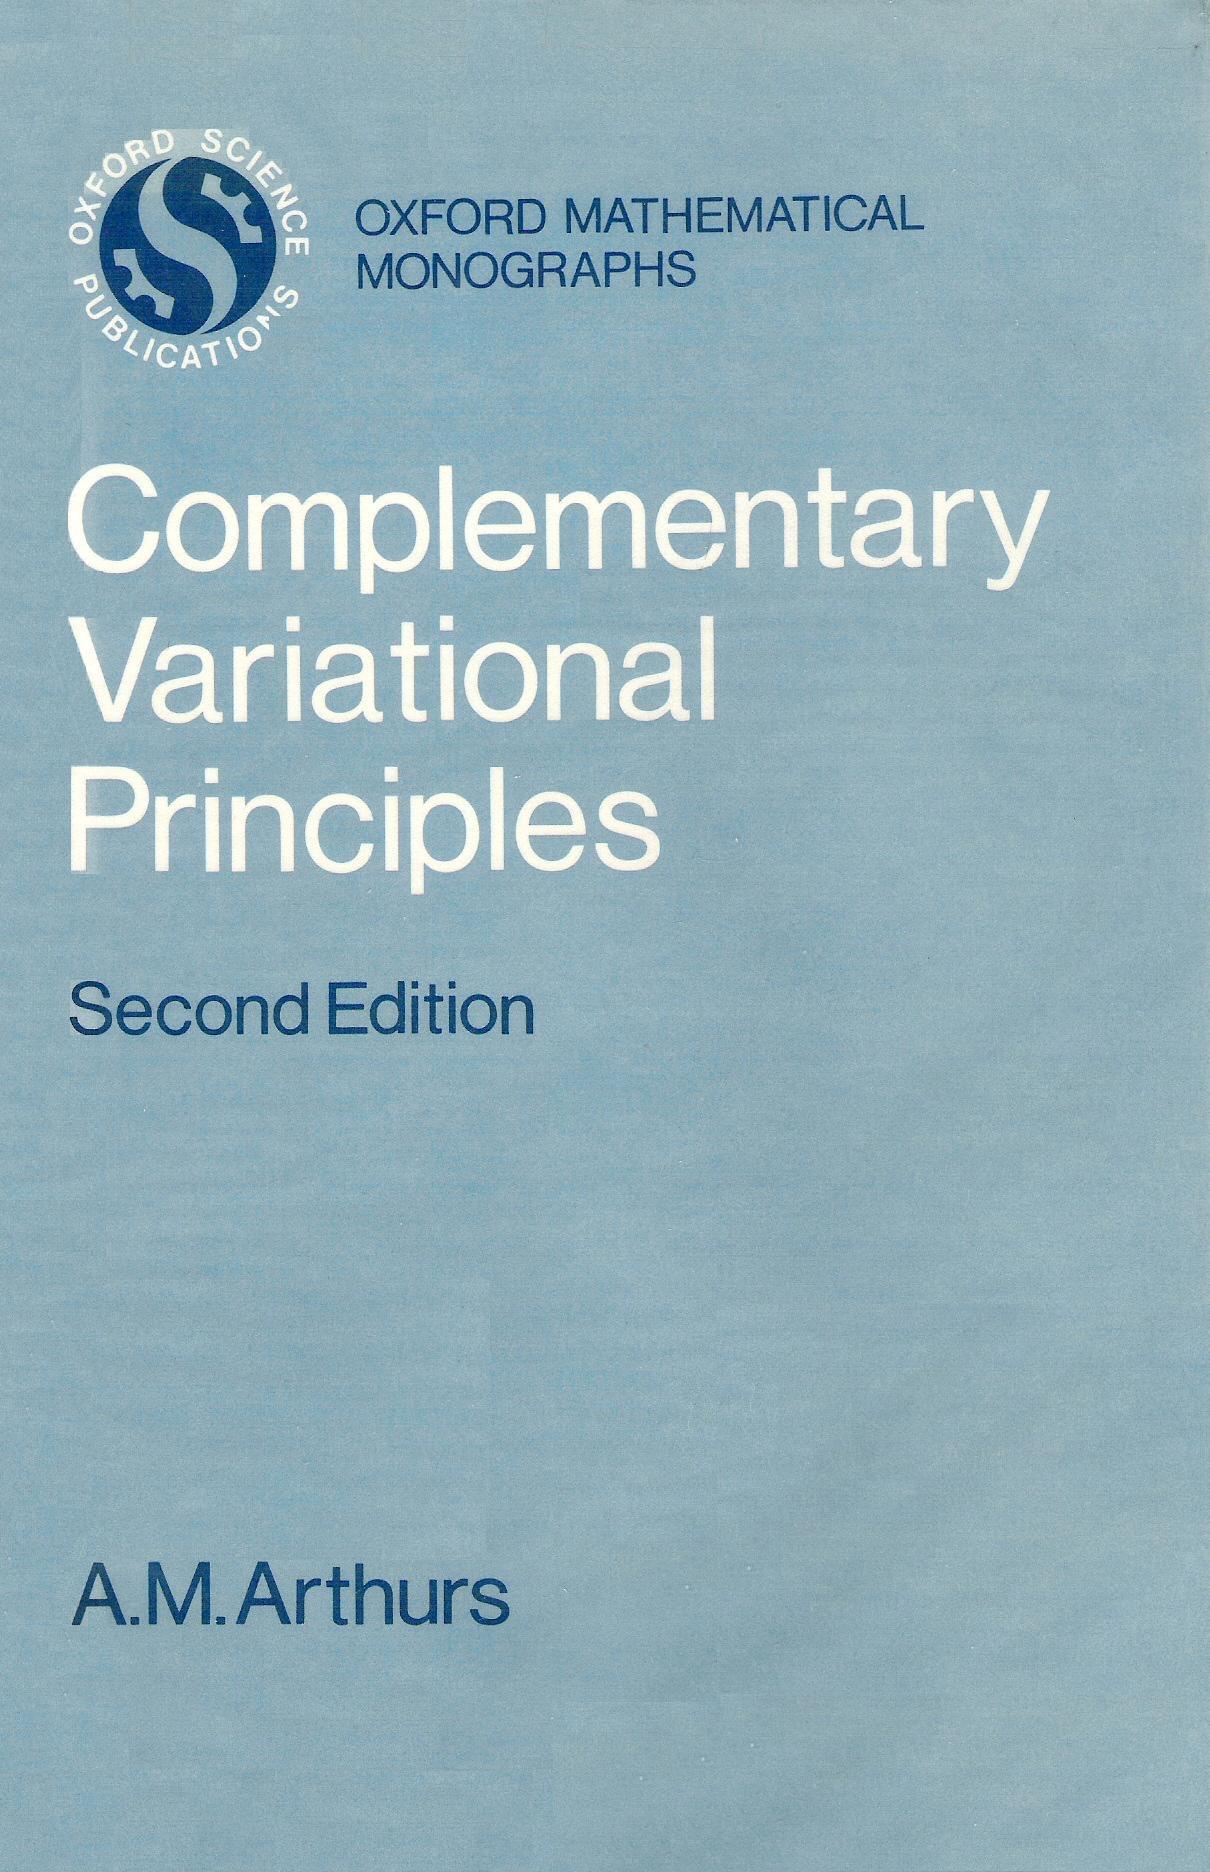 OXFORD SCIENCE
PUBLICATIONS
OXFORD MATHEMATICAL
MONOGRAPHS
Complementary
Variational
Principles
Second Edition
A.M. Arthurs